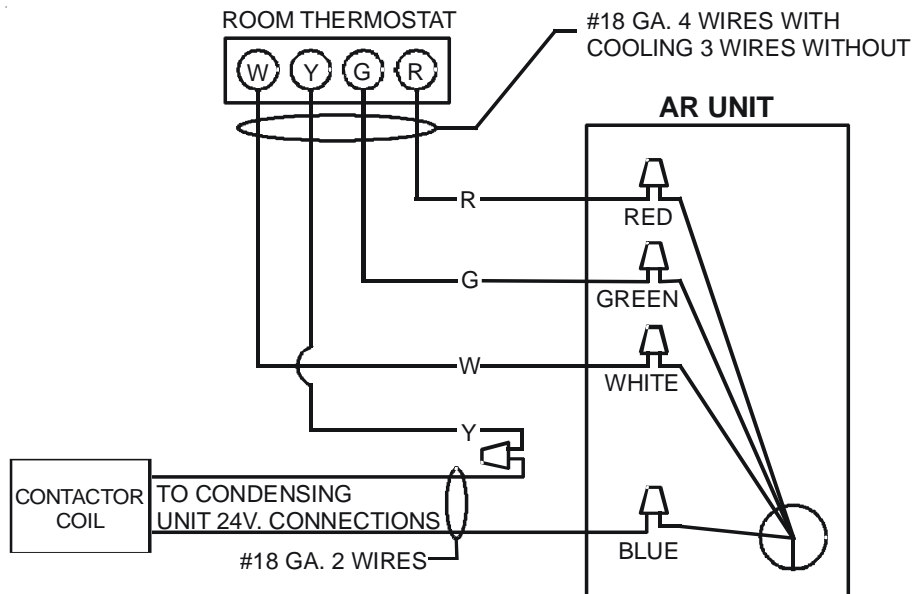 ROOM THERMOSTAT
#18 GA. 4 WIRES WITH
COOLING 3 WIRES WITHOUT
W Y G R
AR UNIT
R
RED
G
GREEN
W
WHITE
Y
CONTACTOR
COIL
TO CONDENSING
UNIT 24V. CONNECTIONS
BLUE
#18 GA. 2 WIRES